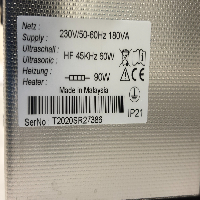 Netz :
Supply : 230V/50-60Hz 180VA
Ultraschall :
Ultrasonic : HF 45KHz 60W
Heizung :
Heater : 90W
Made in Malaysia
IP21
SerNo T2020SR27386